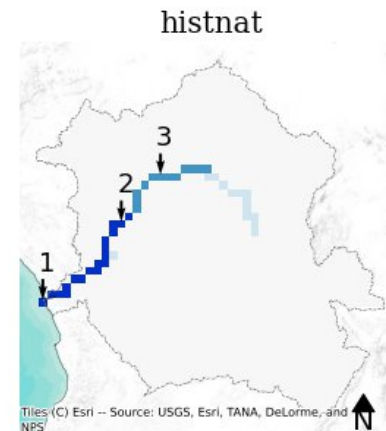 histnat
3
2
1
Tiles (C) Esri -- Source: USGS, Esri, TANA, DeLorme, and
NPS
N